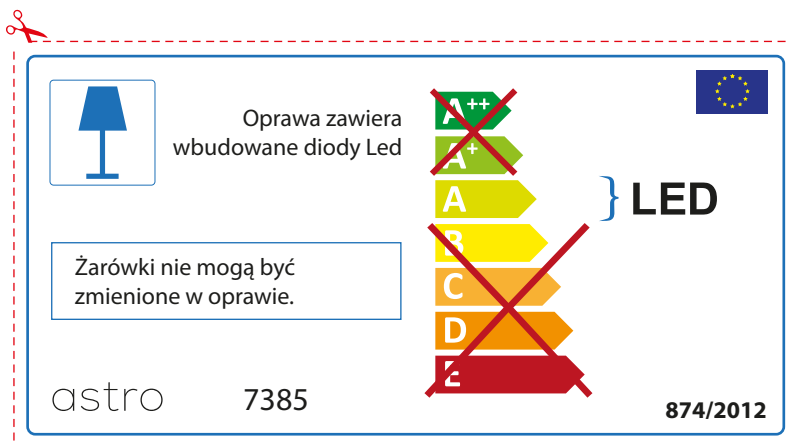 Oprawa zawiera
wbudowane diody Led
A++
A+
A
B
C
D
E
LED
Żarówki nie mogą być
zmienione w oprawie.
astro
7385
874/2012